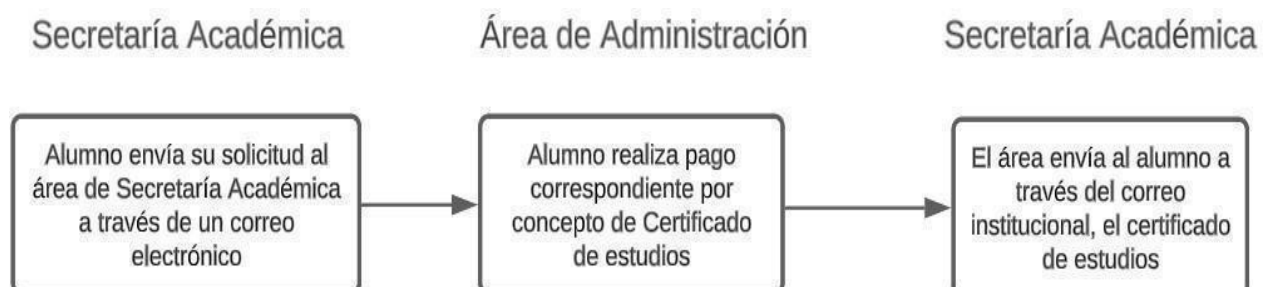 Secretaría Académica
Área de Administración
Secretaría Académica
Alumno envía su solicitud al
área de Secretaría Académica
a través de un correo
electrónico
Alumno realiza pago
correspondiente por
concepto de Certificado
de estudios
El área envía al alumno a
través del correo
institucional, el certificado
de estudios